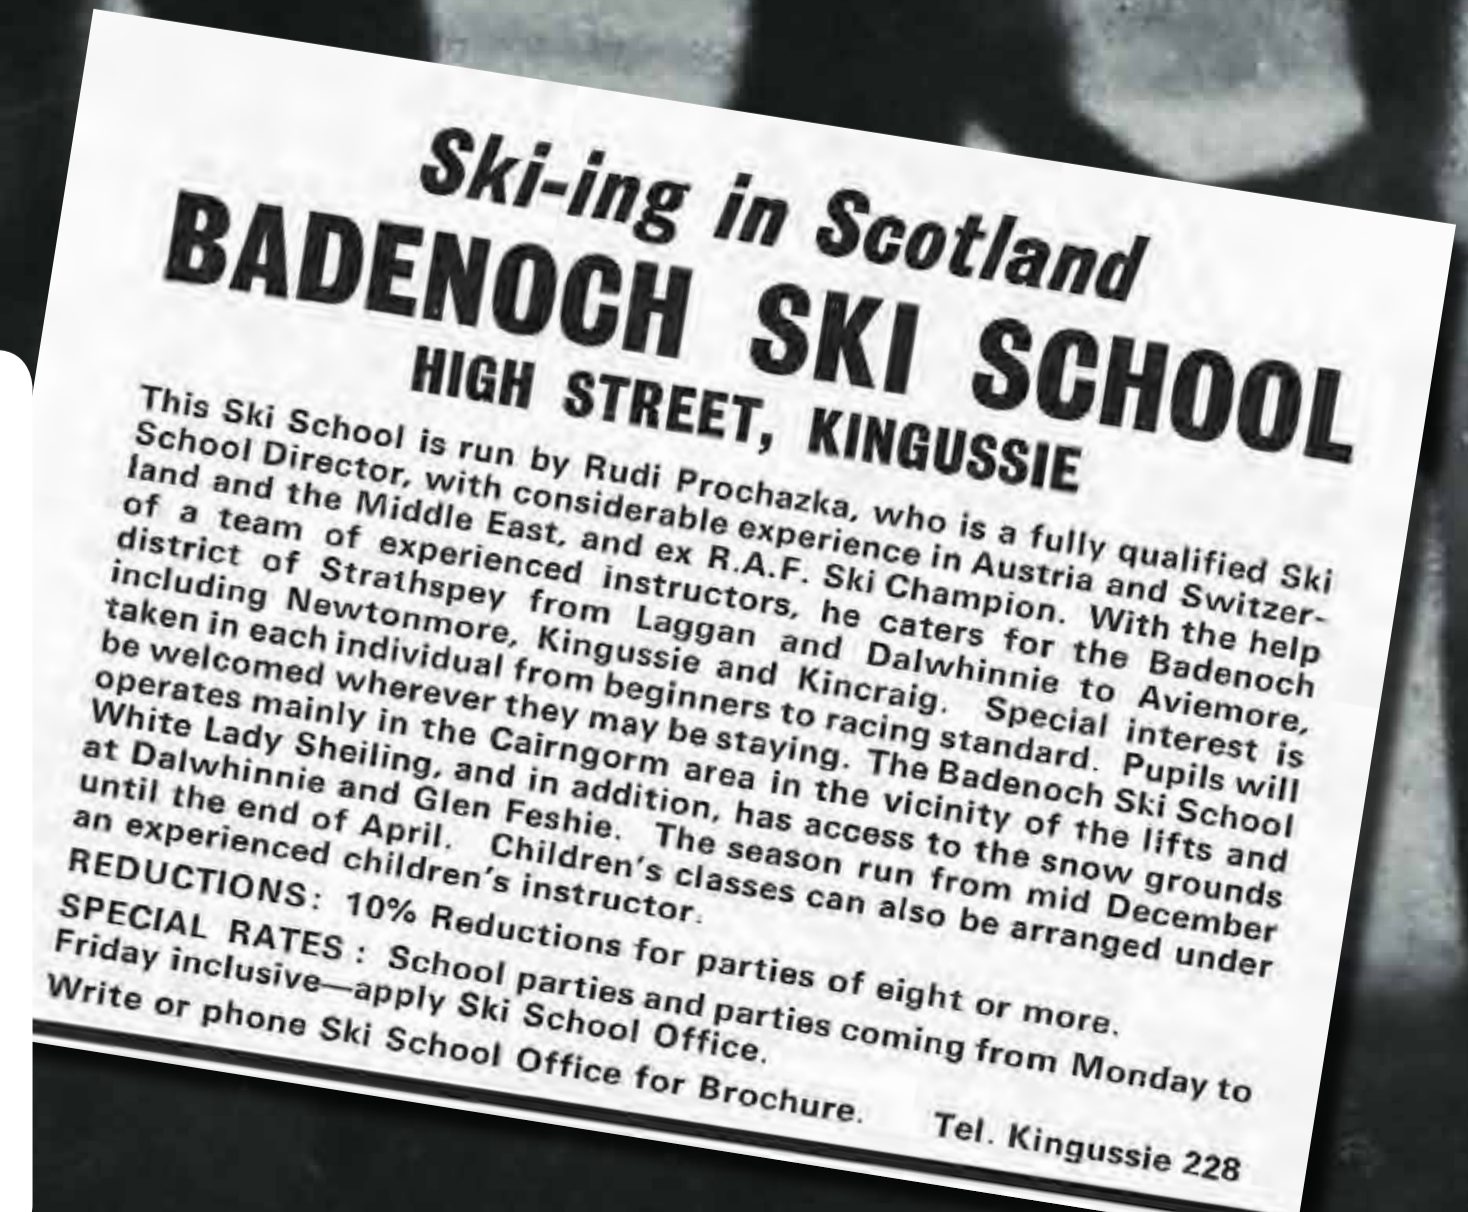 Ski-ing in Scotland
BADENOCH SKI SCHOOL
HIGH STREET, KINGUSSIE
This Ski School is run by Rudi Prochazka, who is a fully qualified Ski
School Director, with considerable experience in Austria and Switzer-
land and the Middle East, and ex R.A.F. Ski Champion. With the help
of a team of experienced instructors, he caters for the Badenoch
district of Strathspey from Laggan and Dalwhinnie to Aviemore,
including Newtonmore, Kingussie and Kincraig. Special interest is
taken in each individual from beginners to racing standard. Pupils will
be welcomed wherever they may be staying. The Badenoch Ski School
operates mainly in the Cairngorm area in the vicinity of the lifts and
White Lady Sheiling, and in addition, has access to the snow grounds
at Dalwhinnie and Glen Feshie. The season run from mid December
until the end of April. Children's classes can also be arranged under
an experienced children's instructor.
REDUCTIONS: 10% Reductions for parties of eight or more.
SPECIAL RATES : School parties and parties coming from Monday to
Friday inclusive—apply Ski School Office.
Write or phone Ski School Office for Brochure. Tel. Kingussie 228